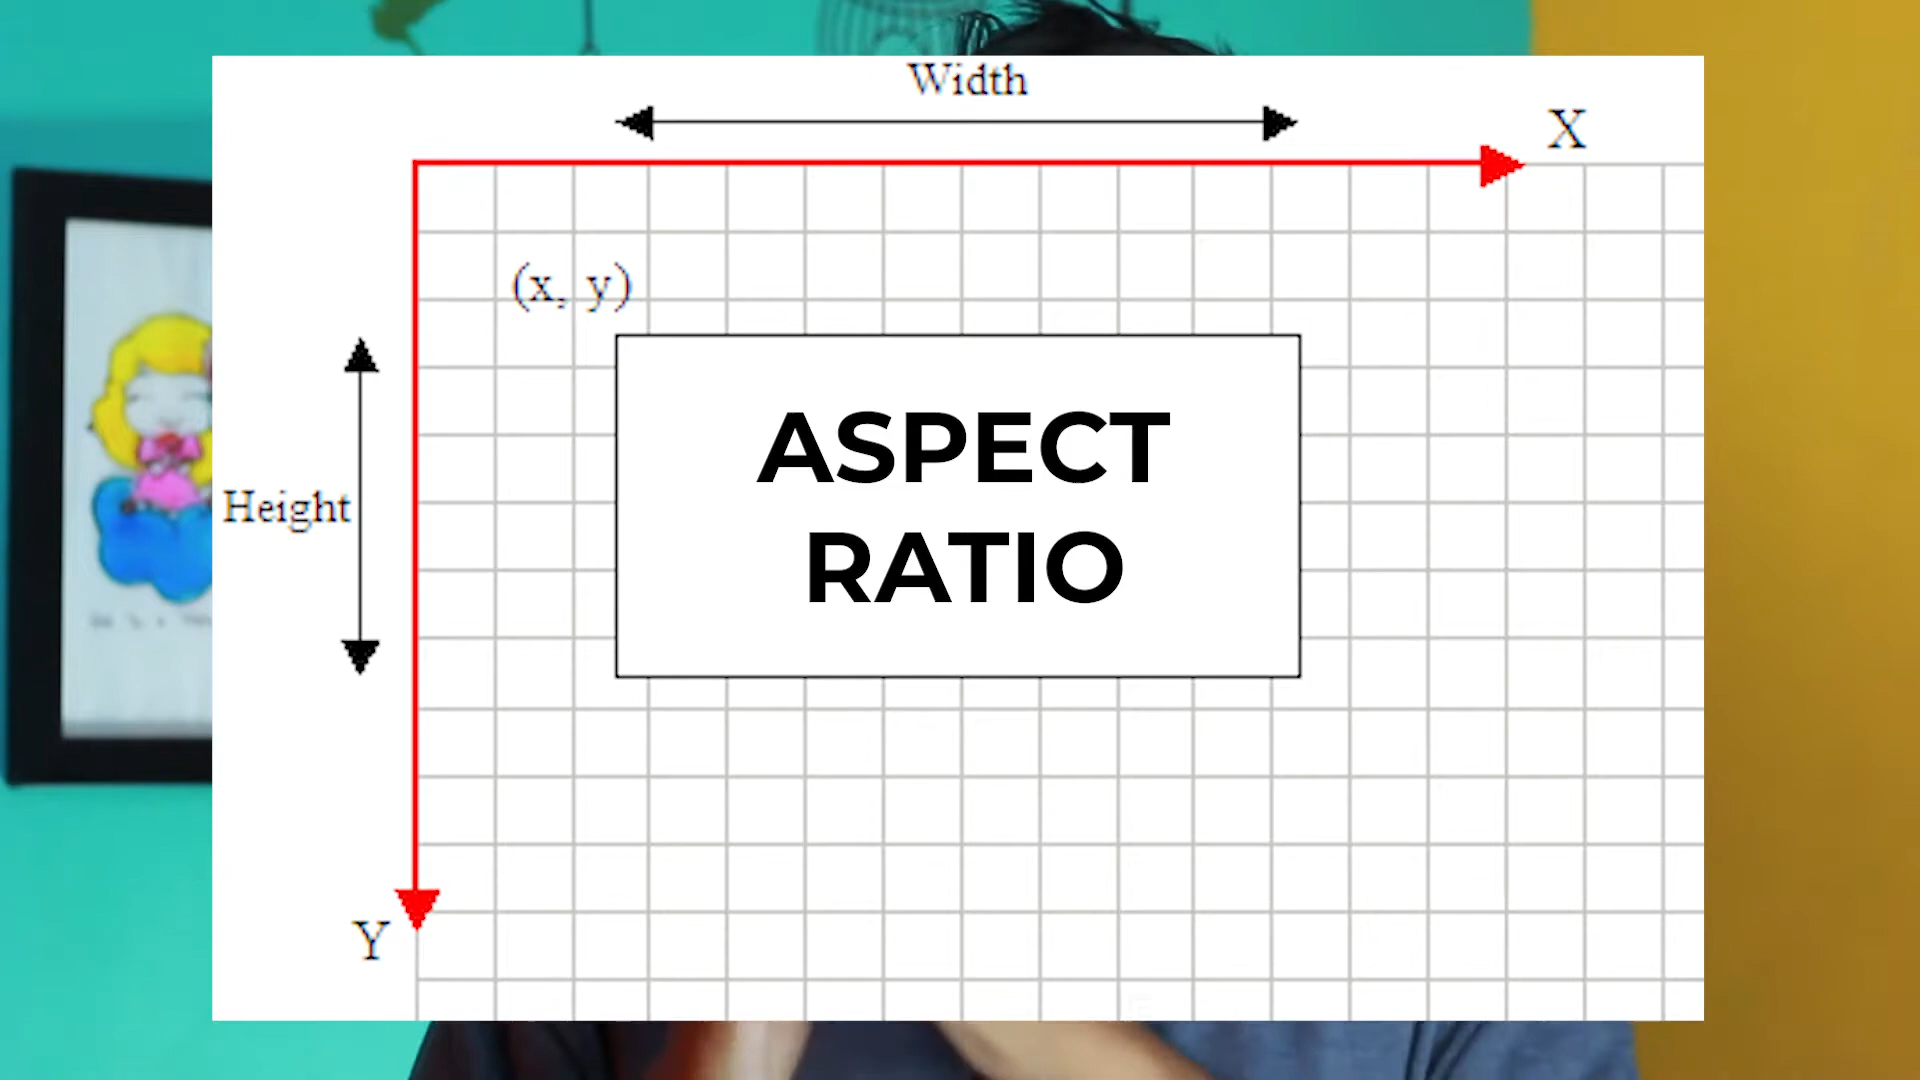 Width
X
(x, y)
ASPECT
RATIO
Height
Y